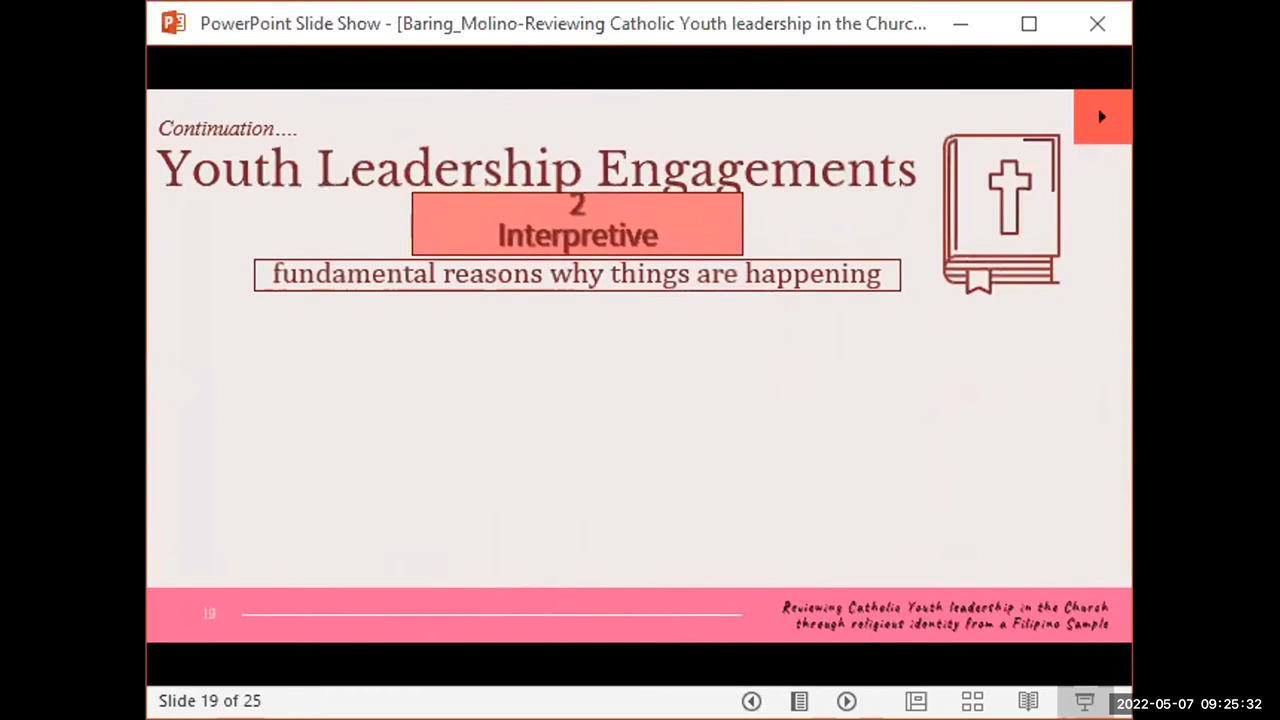 PowerPoint Slide Show - [Baring_Molino-Reviewing Catholic Youth leadership in the Churc...
Continuation....
Youth Leadership Engagements
2
Interpretive
fundamental reasons why things are happening
19
Reviewing Catholic Youth leadership in the Church
through religious identity from a Filipino Sample
Slide 19 of 25
2022-05-07 09:25:32